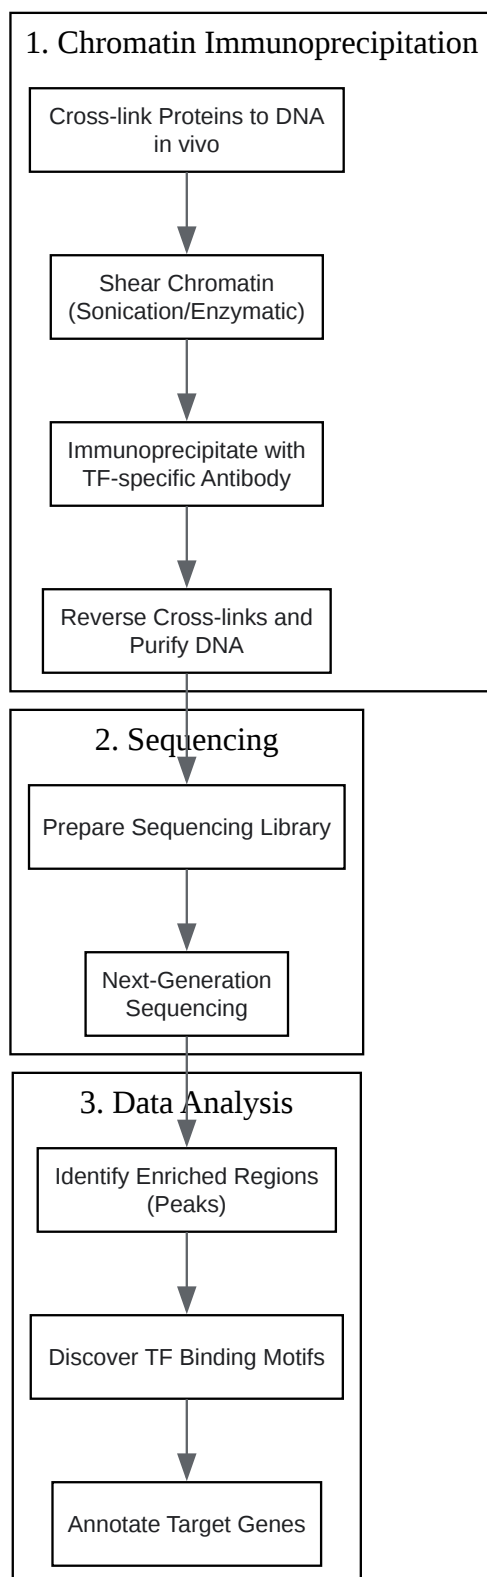 1. Chromatin Immunoprecipitation
Cross-link Proteins to DNA
in vivo
Shear Chromatin
(Sonication/Enzymatic)
Immunoprecipitate with
TF-specific Antibody
Reverse Cross-links and
Purify DNA
2. Sequencing
Prepare Sequencing Library
Next-Generation
Sequencing
3. Data Analysis
Identify Enriched Regions
(Peaks)
Discover TF Binding Motifs
Annotate Target Genes